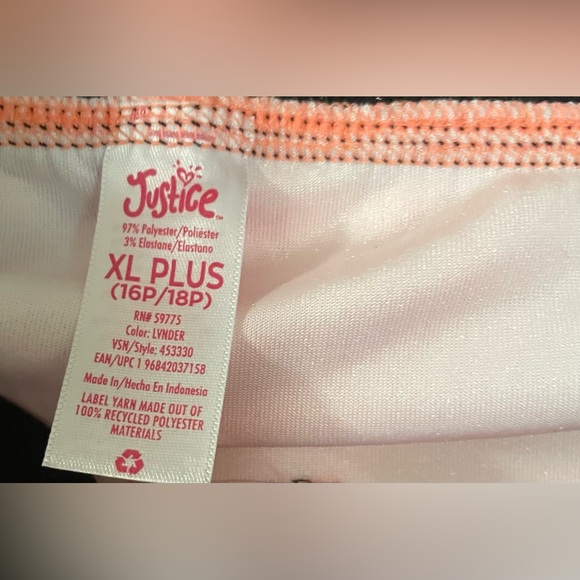 Justice™
97% Polyester/Poliéster
3% Elastane/Elastano
XL PLUS
(16P/18P)
RN# 59775
Color: LVNDER
VSN/Style: 453330
EAN/UPC 1 96842037158
Made In/Hecho En Indonesia
LABEL YARN MADE OUT OF
100% RECYCLED POLYESTER
MATERIALS